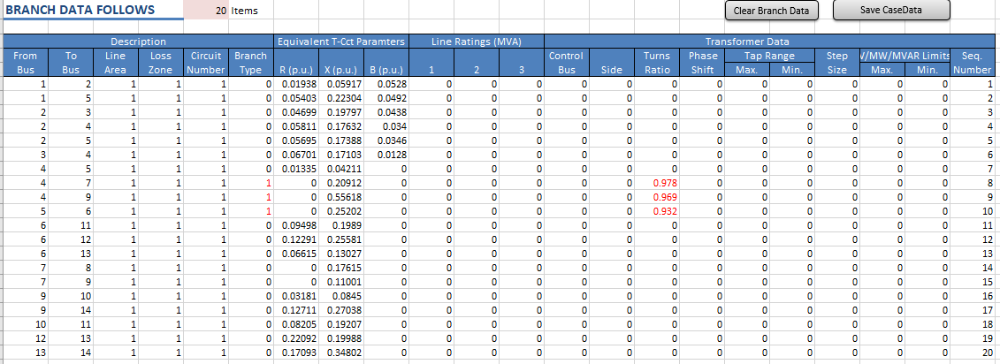 BRANCH DATA FOLLOWS 20 Items Clear Branch Data Save CaseData
Description Equivalent T-Cct Paramters Line Ratings (MVA) Transformer Data
From To Line Loss Circuit Branch Control Turns Phase Tap Range Step V/MW/MVAR Limits Seq.
Bus Bus Area Zone Number Type R (p.u.) X (p.u.) B (p.u.) 1 2 3 Bus Side Ratio Shift Max. Min. Size Max. Min. Number
1 2 1 1 1 0 0.01938 0.05917 0.0528 0 0 0 0 0 0 0 0 0 0 0 0 1
1 5 1 1 1 0 0.05403 0.22304 0.0492 0 0 0 0 0 0 0 0 0 0 0 0 2
2 3 1 1 1 0 0.04699 0.19797 0.0438 0 0 0 0 0 0 0 0 0 0 0 0 3
2 4 1 1 1 0 0.05811 0.17632 0.034 0 0 0 0 0 0 0 0 0 0 0 0 4
2 5 1 1 1 0 0.05695 0.17388 0.0346 0 0 0 0 0 0 0 0 0 0 0 0 5
3 4 1 1 1 0 0.06701 0.17103 0.0128 0 0 0 0 0 0 0 0 0 0 0 0 6
4 5 1 1 1 0 0.01335 0.04211 0 0 0 0 0 0 0 0 0 0 0 0 0 7
4 7 1 1 1 1 0 0.20912 0 0 0 0 0 0 0.978 0 0 0 0 0 0 8
4 9 1 1 1 1 0 0.55618 0 0 0 0 0 0 0.969 0 0 0 0 0 0 9
5 6 1 1 1 1 0 0.25202 0 0 0 0 0 0 0.932 0 0 0 0 0 0 10
6 11 1 1 1 0 0.09498 0.1989 0 0 0 0 0 0 0 0 0 0 0 0 0 11
6 12 1 1 1 0 0.12291 0.25581 0 0 0 0 0 0 0 0 0 0 0 0 0 12
6 13 1 1 1 0 0.06615 0.13027 0 0 0 0 0 0 0 0 0 0 0 0 0 13
7 8 1 1 1 0 0 0.17615 0 0 0 0 0 0 0 0 0 0 0 0 0 14
7 9 1 1 1 0 0 0.11001 0 0 0 0 0 0 0 0 0 0 0 0 0 15
9 10 1 1 1 0 0.03181 0.0845 0 0 0 0 0 0 0 0 0 0 0 0 0 16
9 14 1 1 1 0 0.12711 0.27038 0 0 0 0 0 0 0 0 0 0 0 0 0 17
10 11 1 1 1 0 0.08205 0.19207 0 0 0 0 0 0 0 0 0 0 0 0 0 18
12 13 1 1 1 0 0.22092 0.19988 0 0 0 0 0 0 0 0 0 0 0 0 0 19
13 14 1 1 1 0 0.17093 0.34802 0 0 0 0 0 0 0 0 0 0 0 0 0 20